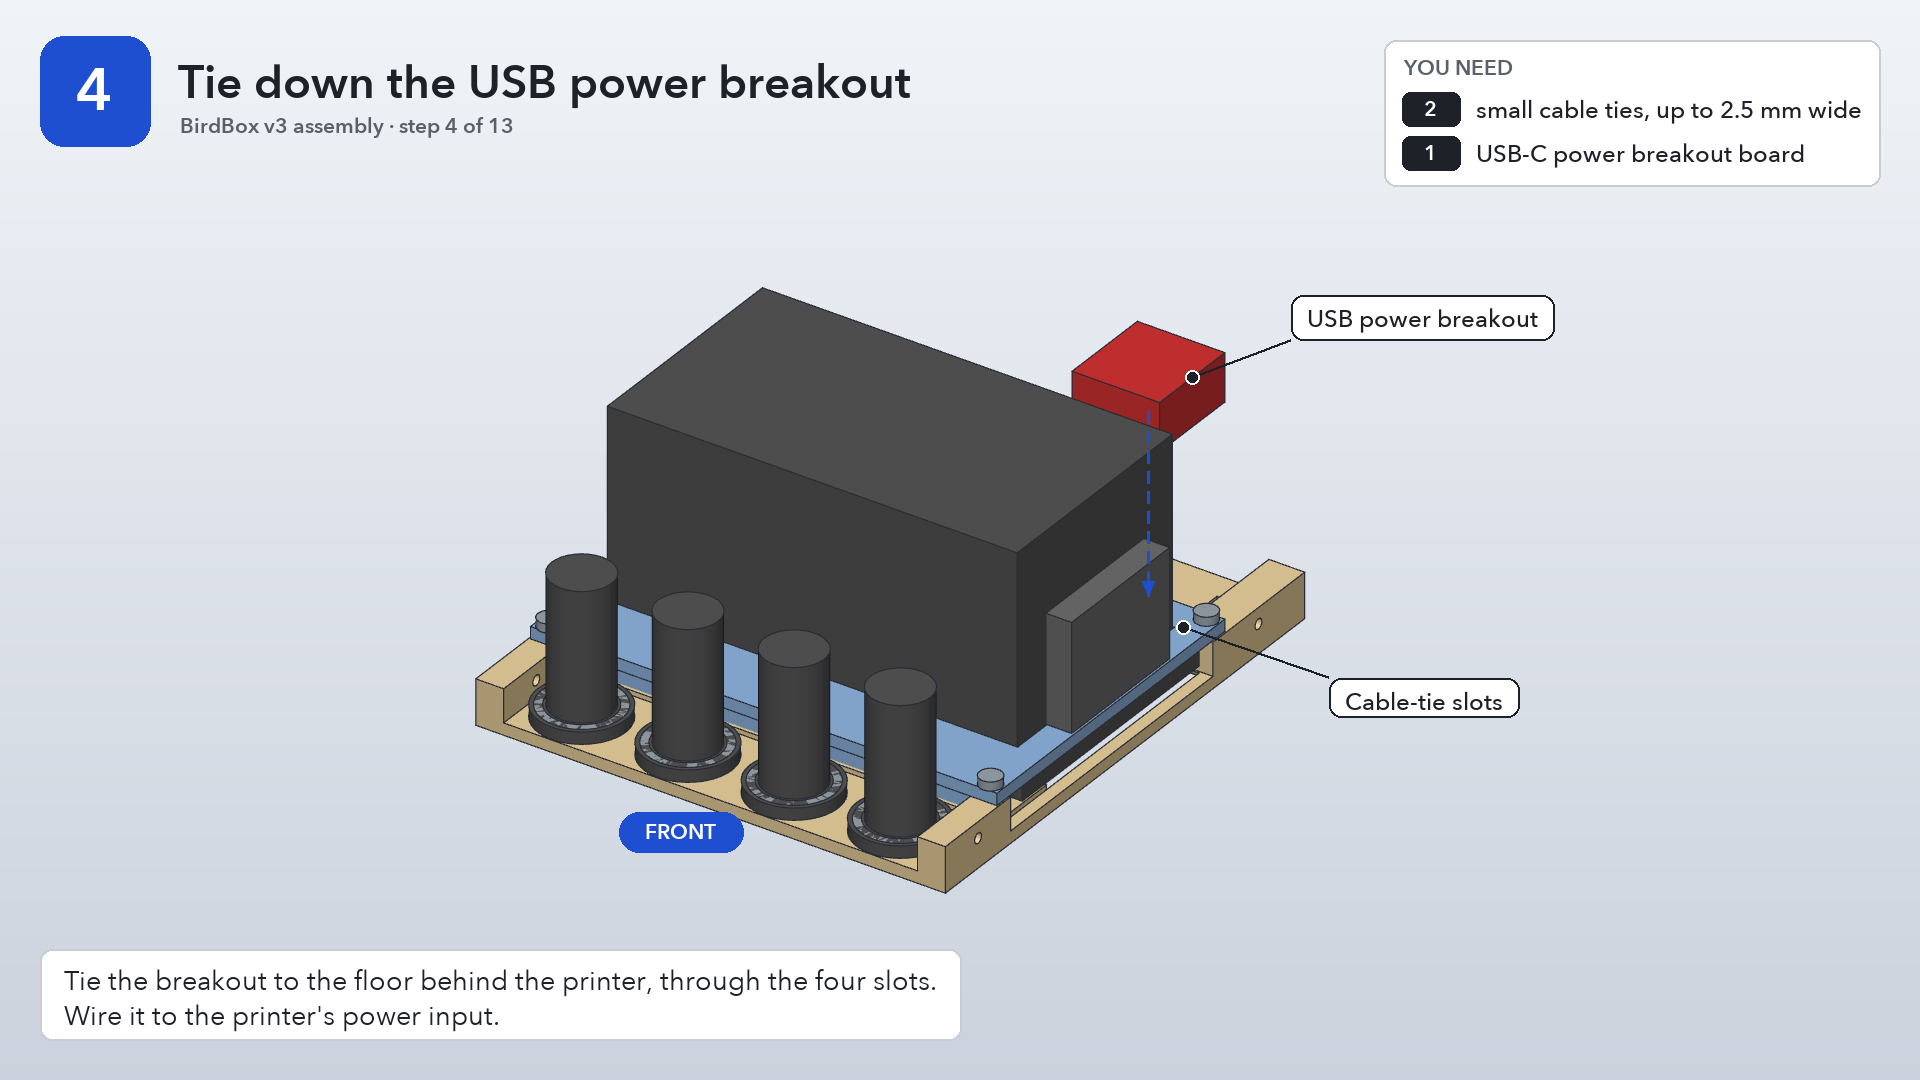 4
Tie down the USB power breakout
BirdBox v3 assembly · step 4 of 13
YOU NEED
2 small cable ties, up to 2.5 mm wide
1 USB-C power breakout board
USB power breakout
Cable-tie slots
FRONT
Tie the breakout to the floor behind the printer, through the four slots.
Wire it to the printer's power input.